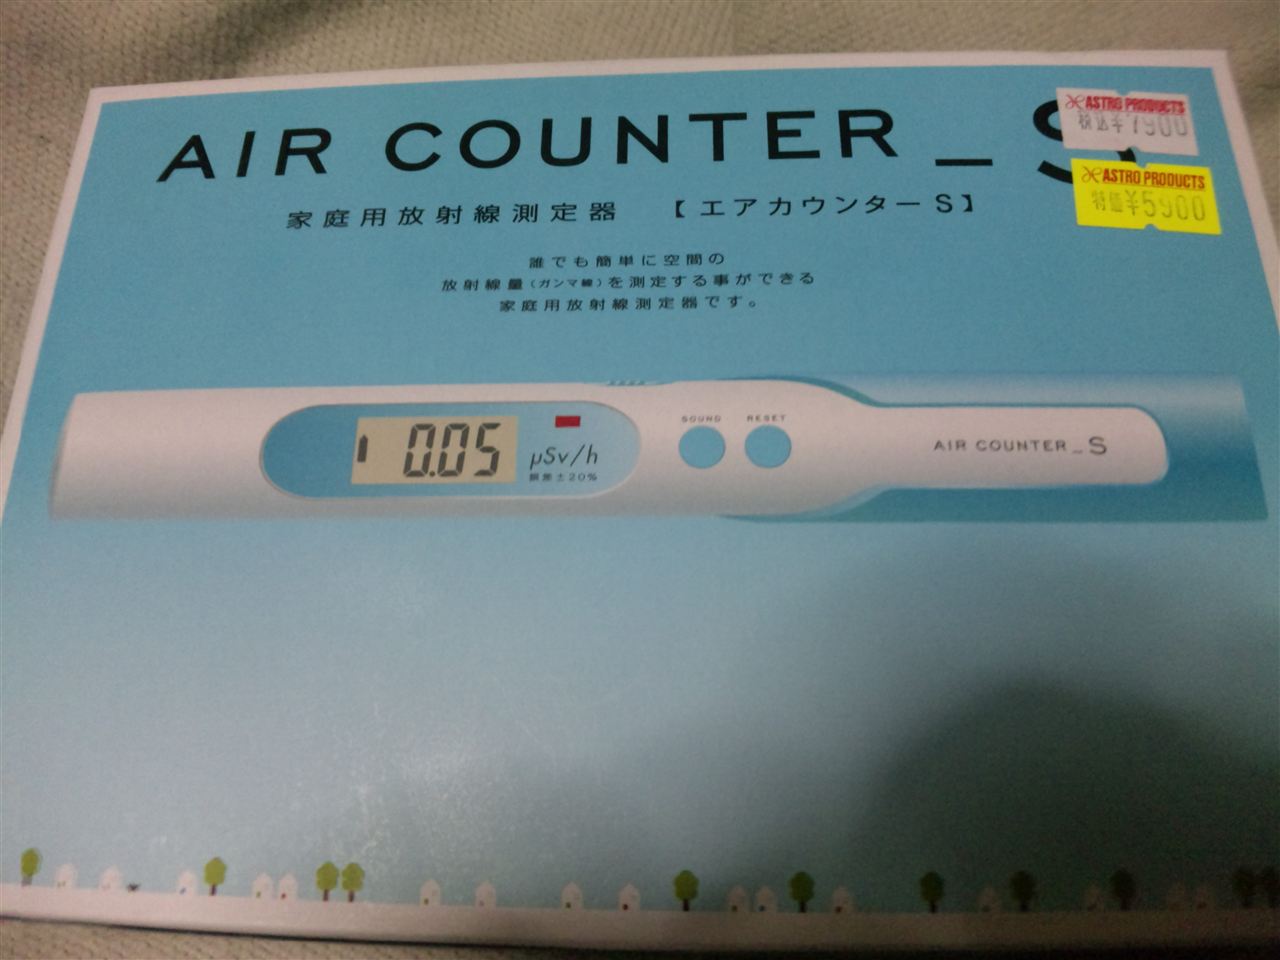 AIR COUNTER _ S
ASTRO PRODUCTS
税込¥7900
ASTRO PRODUCTS
特価¥5900
家庭用放射線測定器 【エアカウンターS】
誰でも簡単に空間の
放射線量(ガンマ線)を測定する事ができる
家庭用放射線測定器です。
0.05
μSv/h
誤差±20%
SOUND
RESET
AIR COUNTER _ S